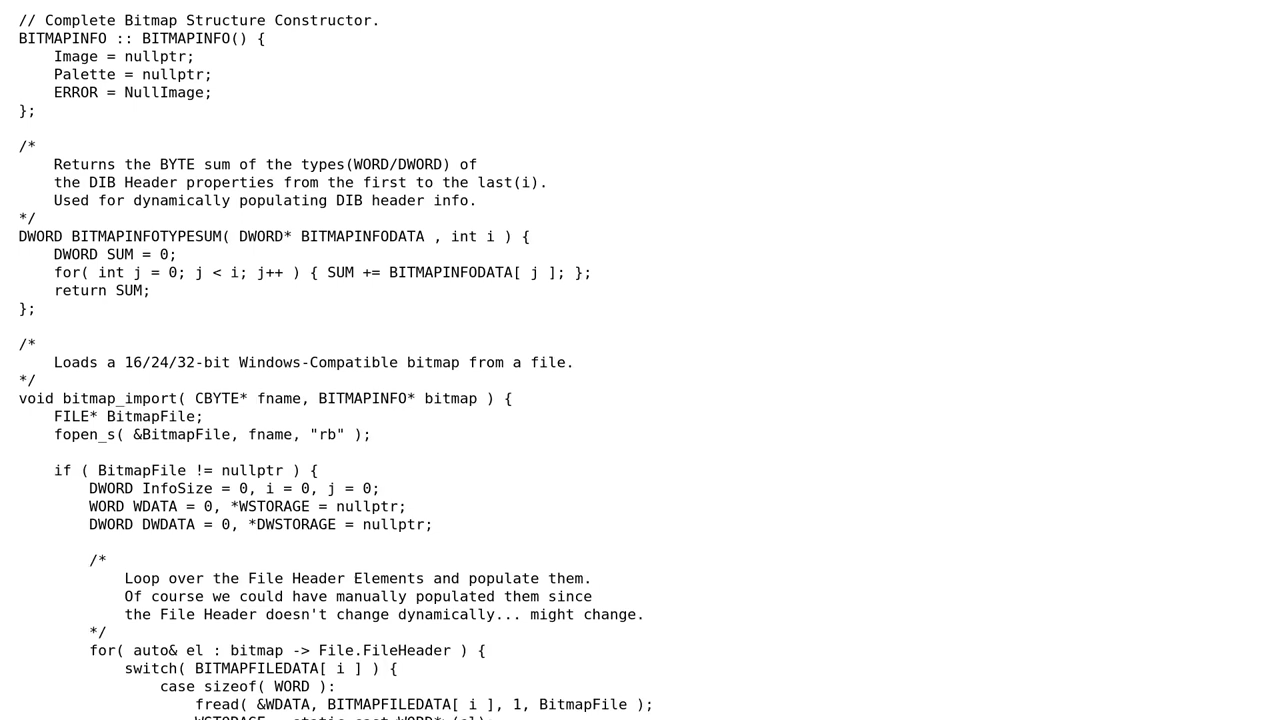 // Complete Bitmap Structure Constructor.
BITMAPINFO :: BITMAPINFO() {
    Image = nullptr;
    Palette = nullptr;
    ERROR = NullImage;
};

/*
    Returns the BYTE sum of the types(WORD/DWORD) of
    the DIB Header properties from the first to the last(i).
    Used for dynamically populating DIB header info.
*/
DWORD BITMAPINFOTYPESUM( DWORD* BITMAPINFODATA , int i ) {
    DWORD SUM = 0;
    for( int j = 0; j < i; j++ ) { SUM += BITMAPINFODATA[ j ]; };
    return SUM;
};

/*
    Loads a 16/24/32-bit Windows-Compatible bitmap from a file.
*/
void bitmap_import( CBYTE* fname, BITMAPINFO* bitmap ) {
    FILE* BitmapFile;
    fopen_s( &BitmapFile, fname, "rb" );

    if ( BitmapFile != nullptr ) {
        DWORD InfoSize = 0, i = 0, j = 0;
        WORD WDATA = 0, *WSTORAGE = nullptr;
        DWORD DWDATA = 0, *DWSTORAGE = nullptr;

        /*
            Loop over the File Header Elements and populate them.
            Of course we could have manually populated them since
            the File Header doesn't change dynamically... might change.
        */
        for( auto& el : bitmap -> File.FileHeader ) {
            switch( BITMAPFILEDATA[ i ] ) {
                case sizeof( WORD ):
                    fread( &WDATA, BITMAPFILEDATA[ i ], 1, BitmapFile );